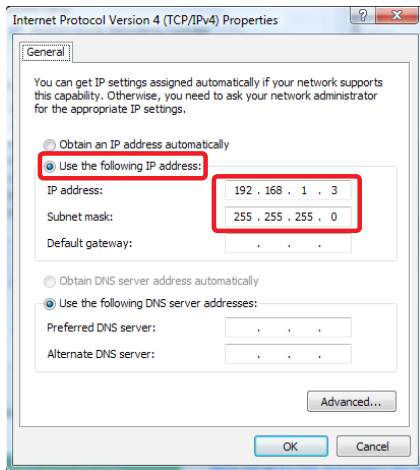 Internet Protocol Version 4 (TCP/IPv4) Properties
General
You can get IP settings assigned automatically if your network supports
this capability. Otherwise, you need to ask your network administrator
for the appropriate IP settings.
Obtain an IP address automatically
Use the following IP address:
IP address: 192 . 168 . 1 . 3
Subnet mask: 255 . 255 . 255 . 0
Default gateway: . . .
Obtain DNS server address automatically
Use the following DNS server addresses:
Preferred DNS server: . . .
Alternate DNS server: . . .
Advanced...
OK Cancel